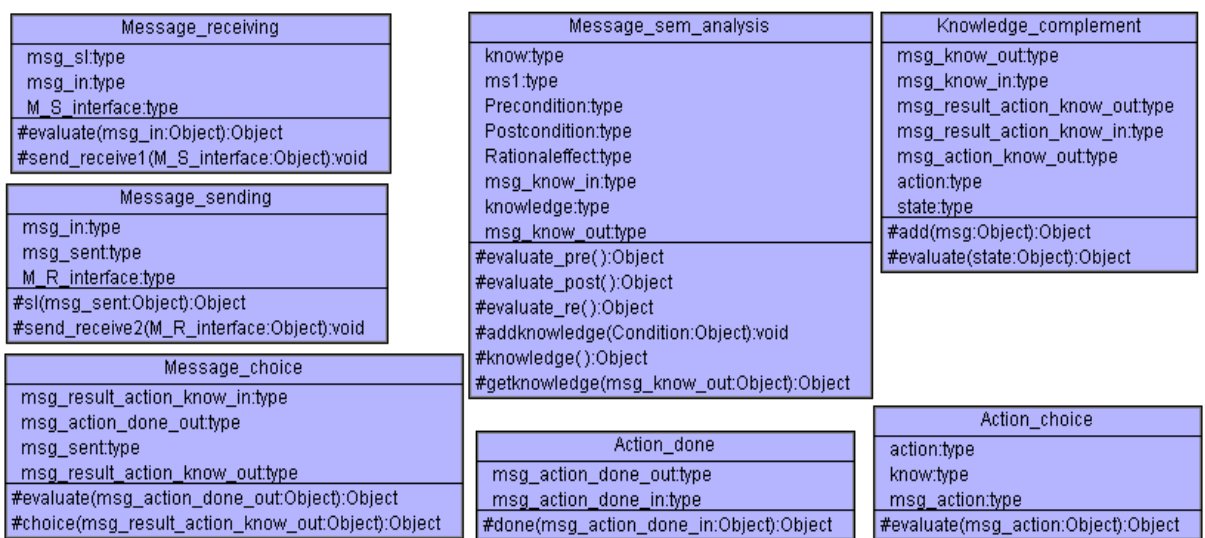 Message_receiving
msg_sl:type
msg_in:type
M_S_interface:type
#evaluate(msg_in:Object):Object
#send_receive1(M_S_interface:Object):void
Message_sending
msg_in:type
msg_sent:type
M_R_interface:type
#sl(msg_sent:Object):Object
#send_receive2(M_R_interface:Object):void
Message_choice
msg_result_action_know_in:type
msg_action_done_out:type
msg_sent:type
msg_result_action_know_out:type
#evaluate(msg_action_done_out:Object):Object
#choice(msg_result_action_know_out:Object):Object
Message_sem_analysis
know:type
ms1:type
Precondition:type
Postcondition:type
Rationaleffect:type
msg_know_in:type
knowledge:type
msg_know_out:type
#evaluate_pre():Object
#evaluate_post():Object
#evaluate_re():Object
#addknowledge(Condition:Object):void
#knowledge():Object
#getknowledge(msg_know_out:Object):Object
Action_done
msg_action_done_out:type
msg_action_done_in:type
#done(msg_action_done_in:Object):Object
Knowledge_complement
msg_know_out:type
msg_know_in:type
msg_result_action_know_out:type
msg_result_action_know_in:type
msg_action_know_out:type
action:type
state:type
#add(msg:Object):Object
#evaluate(state:Object):Object
Action_choice
action:type
know:type
msg_action:type
#evaluate(msg_action:Object):Object